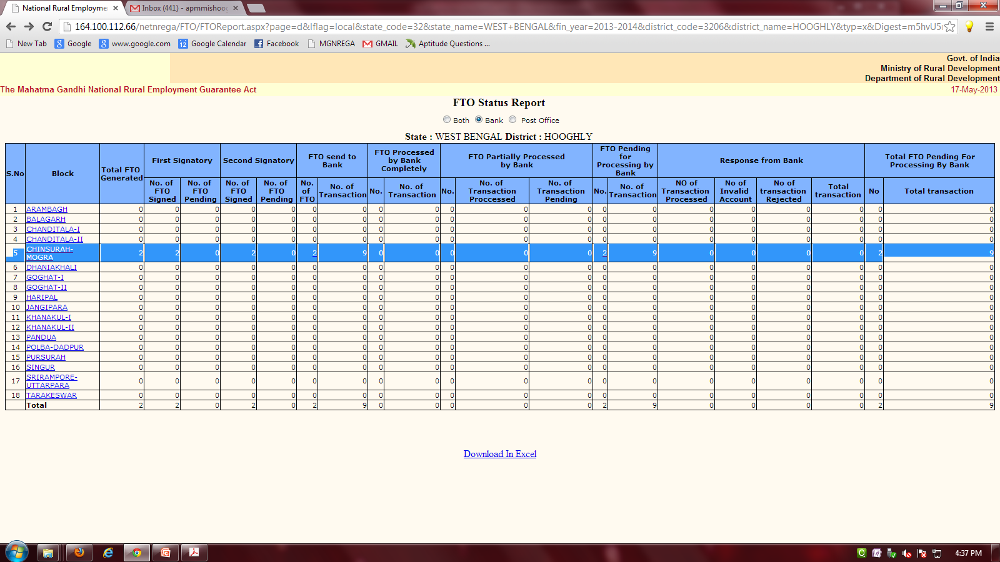 National Rural Employme
Inbox (441) - apmmishoo
164.100.112.66/netnrega/FTO/FTOReport.aspx?page=d&lflag=local&state_code=32&state_name=WEST+BENGAL&fin_year=2013-2014&district_code=3206&district_name=HOOGHLY&typ=x&Digest=m5hvU5
New Tab Google www.google.com Google Calendar Facebook MGNREGA GMAIL Aptitude Questions ...
Govt. of India
Ministry of Rural Development
Department of Rural Development
The Mahatma Gandhi National Rural Employment Guarantee Act 17-May-2013
FTO Status Report
Both Bank Post Office
State : WEST BENGAL District : HOOGHLY
S.No Block Total FTO Generated First Signatory Second Signatory FTO send to Bank FTO Processed by Bank Completely FTO Partially Processed by Bank FTO Pending for Processing by Bank Response from Bank Total FTO Pending For Processing By Bank
No. of FTO Signed No. of FTO Pending No. of FTO Signed No. of FTO Pending No. of FTO No. of Transaction No. No. of Transaction No. No. of Transaction Proccessed No. of Transaction Pending No. No. of Transaction NO of Transaction Processed No of Invalid Account No of transaction Rejected Total transaction No Total transaction
1 ARAMBAGH 0 0 0 0 0 0 0 0 0 0 0 0 0 0 0 0 0 0 0 0
2 BALAGARH 0 0 0 0 0 0 0 0 0 0 0 0 0 0 0 0 0 0 0 0
3 CHANDITALA-I 0 0 0 0 0 0 0 0 0 0 0 0 0 0 0 0 0 0 0 0
4 CHANDITALA-II 0 0 0 0 0 0 0 0 0 0 0 0 0 0 0 0 0 0 0 0
5 CHINSURAH-MOGRA 2 2 0 2 0 2 9 0 0 0 0 0 2 9 0 0 0 0 2 9
6 DHANIAKHALI 0 0 0 0 0 0 0 0 0 0 0 0 0 0 0 0 0 0 0 0
7 GOGHAT-I 0 0 0 0 0 0 0 0 0 0 0 0 0 0 0 0 0 0 0 0
8 GOGHAT-II 0 0 0 0 0 0 0 0 0 0 0 0 0 0 0 0 0 0 0 0
9 HARIPAL 0 0 0 0 0 0 0 0 0 0 0 0 0 0 0 0 0 0 0 0
10 JANGIPARA 0 0 0 0 0 0 0 0 0 0 0 0 0 0 0 0 0 0 0 0
11 KHANAKUL-I 0 0 0 0 0 0 0 0 0 0 0 0 0 0 0 0 0 0 0 0
12 KHANAKUL-II 0 0 0 0 0 0 0 0 0 0 0 0 0 0 0 0 0 0 0 0
13 PANDUA 0 0 0 0 0 0 0 0 0 0 0 0 0 0 0 0 0 0 0 0
14 POLBA-DADPUR 0 0 0 0 0 0 0 0 0 0 0 0 0 0 0 0 0 0 0 0
15 PURSURAH 0 0 0 0 0 0 0 0 0 0 0 0 0 0 0 0 0 0 0 0
16 SINGUR 0 0 0 0 0 0 0 0 0 0 0 0 0 0 0 0 0 0 0 0
17 SRIRAMPORE-UTTARPARA 0 0 0 0 0 0 0 0 0 0 0 0 0 0 0 0 0 0 0 0
18 TARAKESWAR 0 0 0 0 0 0 0 0 0 0 0 0 0 0 0 0 0 0 0 0
Total 2 2 0 2 0 2 9 0 0 0 0 0 2 9 0 0 0 0 2 9
Download In Excel
4:37 PM